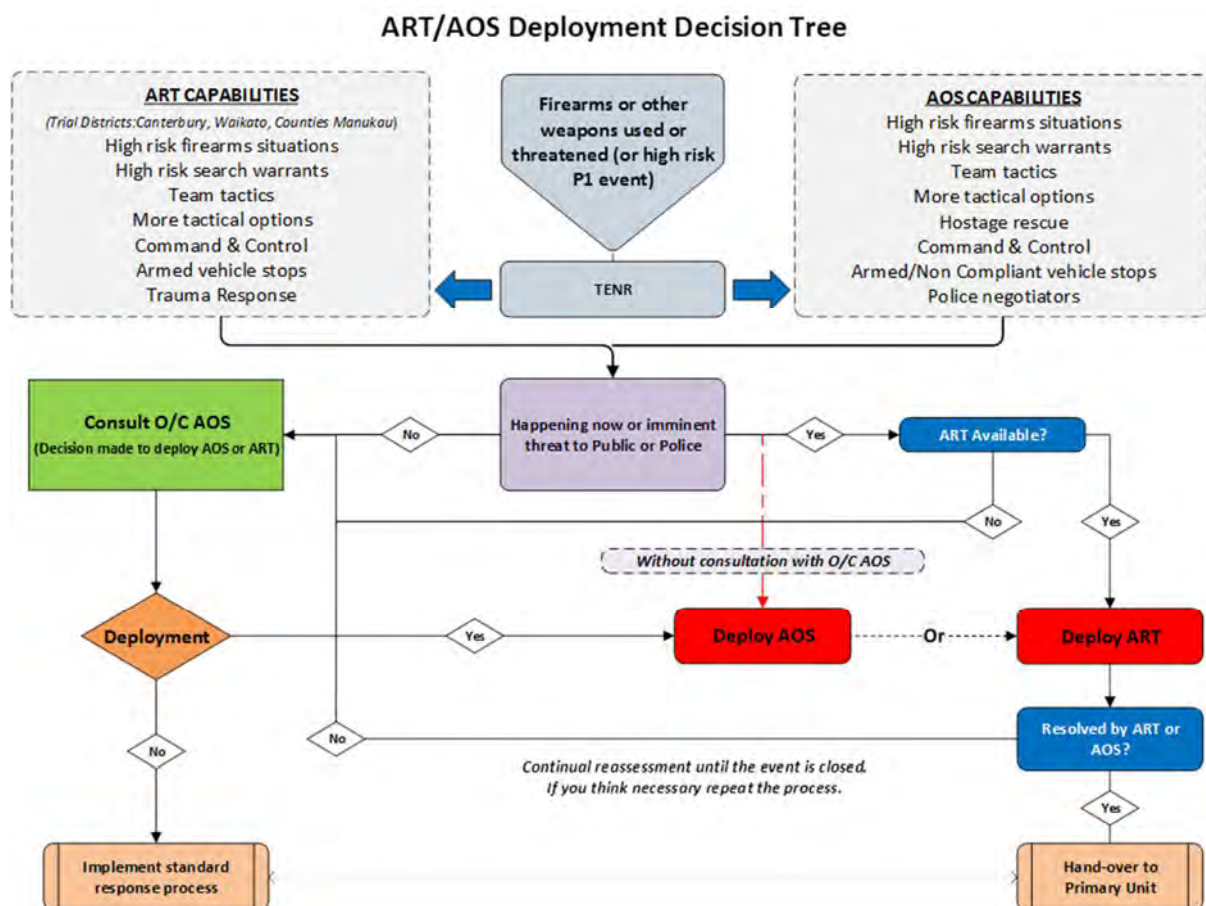 ART/AOS Deployment Decision Tree
ART CAPABILITIES
(Trial Districts:Canterbury, Waikato, Counties Manukau)
High risk firearms situations
High risk search warrants
Team tactics
More tactical options
Command & Control
Armed vehicle stops
Trauma Response
Firearms or other
weapons used or
threatened (or high risk
P1 event)
TENR
AOS CAPABILITIES
High risk firearms situations
High risk search warrants
Team tactics
More tactical options
Hostage rescue
Command & Control
Armed/Non Compliant vehicle stops
Police negotiators
Consult O/C AOS
(Decision made to deploy AOS or ART)
No
Happening now or imminent
threat to Public or Police
Yes
ART Available?
No
Yes
Without consultation with O/C AOS
Deployment
Yes
Deploy AOS
Or
Deploy ART
No
No
Resolved by ART or
AOS?
Continual reassessment until the event is closed.
If you think necessary repeat the process.
Yes
Implement standard
response process
Hand-over to
Primary Unit